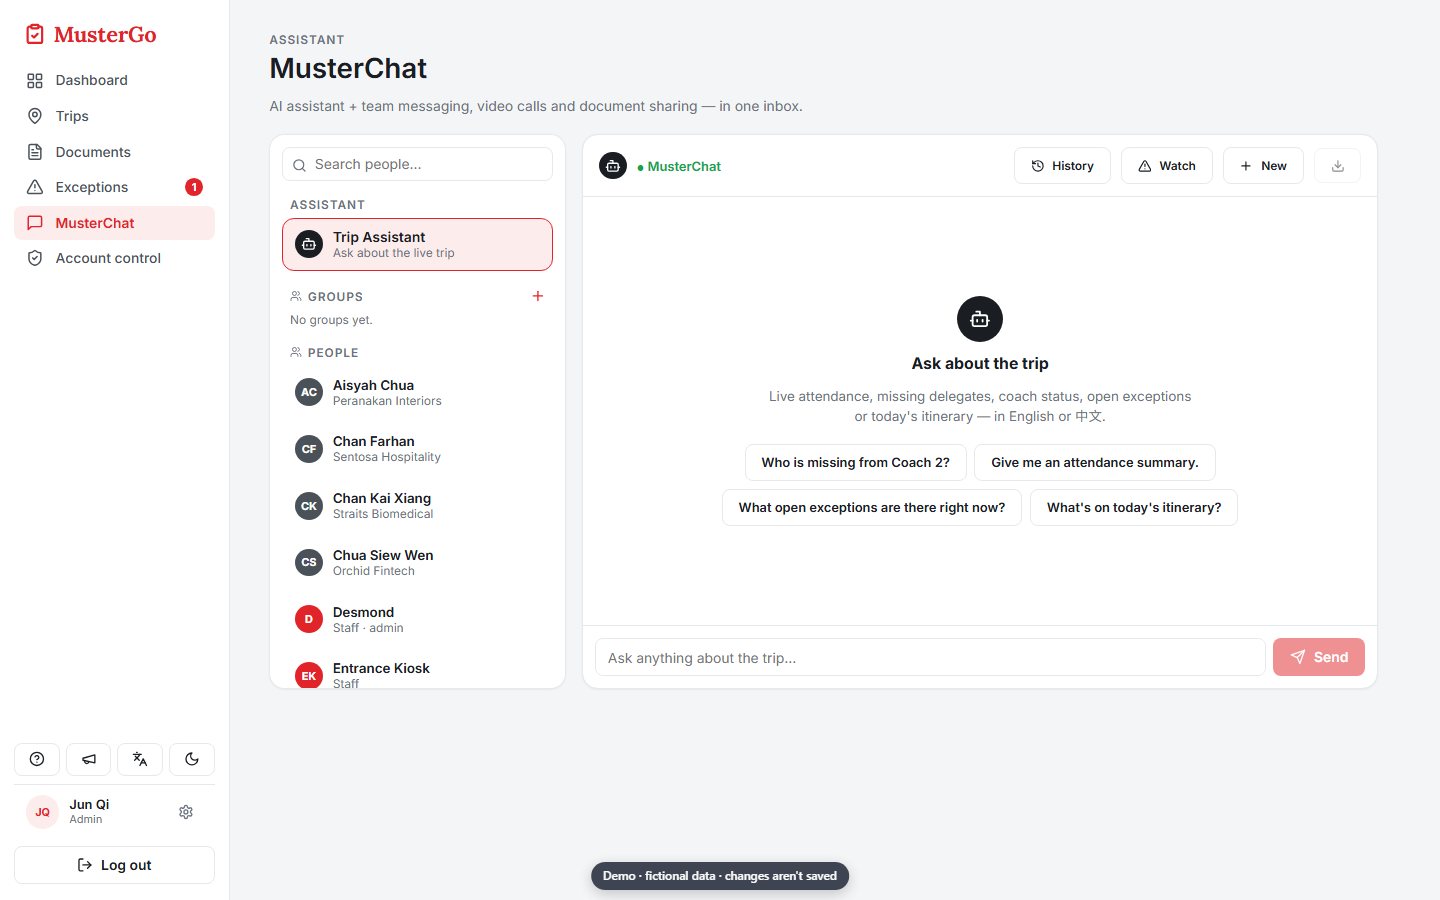 MusterGo
Dashboard
Trips
Documents
Exceptions 1
MusterChat
Account control
JQ
Jun Qi
Admin
Log out
ASSISTANT
MusterChat
AI assistant + team messaging, video calls and document sharing — in one inbox.
Search people...
ASSISTANT
Trip Assistant
Ask about the live trip
GROUPS
No groups yet.
PEOPLE
AC
Aisyah Chua
Peranakan Interiors
CF
Chan Farhan
Sentosa Hospitality
CK
Chan Kai Xiang
Straits Biomedical
CS
Chua Siew Wen
Orchid Fintech
D
Desmond
Staff · admin
EK
Entrance Kiosk
Staff
MusterChat
History
Watch
New
Ask about the trip
Live attendance, missing delegates, coach status, open exceptions
or today's itinerary — in English or 中文.
Who is missing from Coach 2?
Give me an attendance summary.
What open exceptions are there right now?
What's on today's itinerary?
Ask anything about the trip...
Send
Demo · fictional data · changes aren't saved